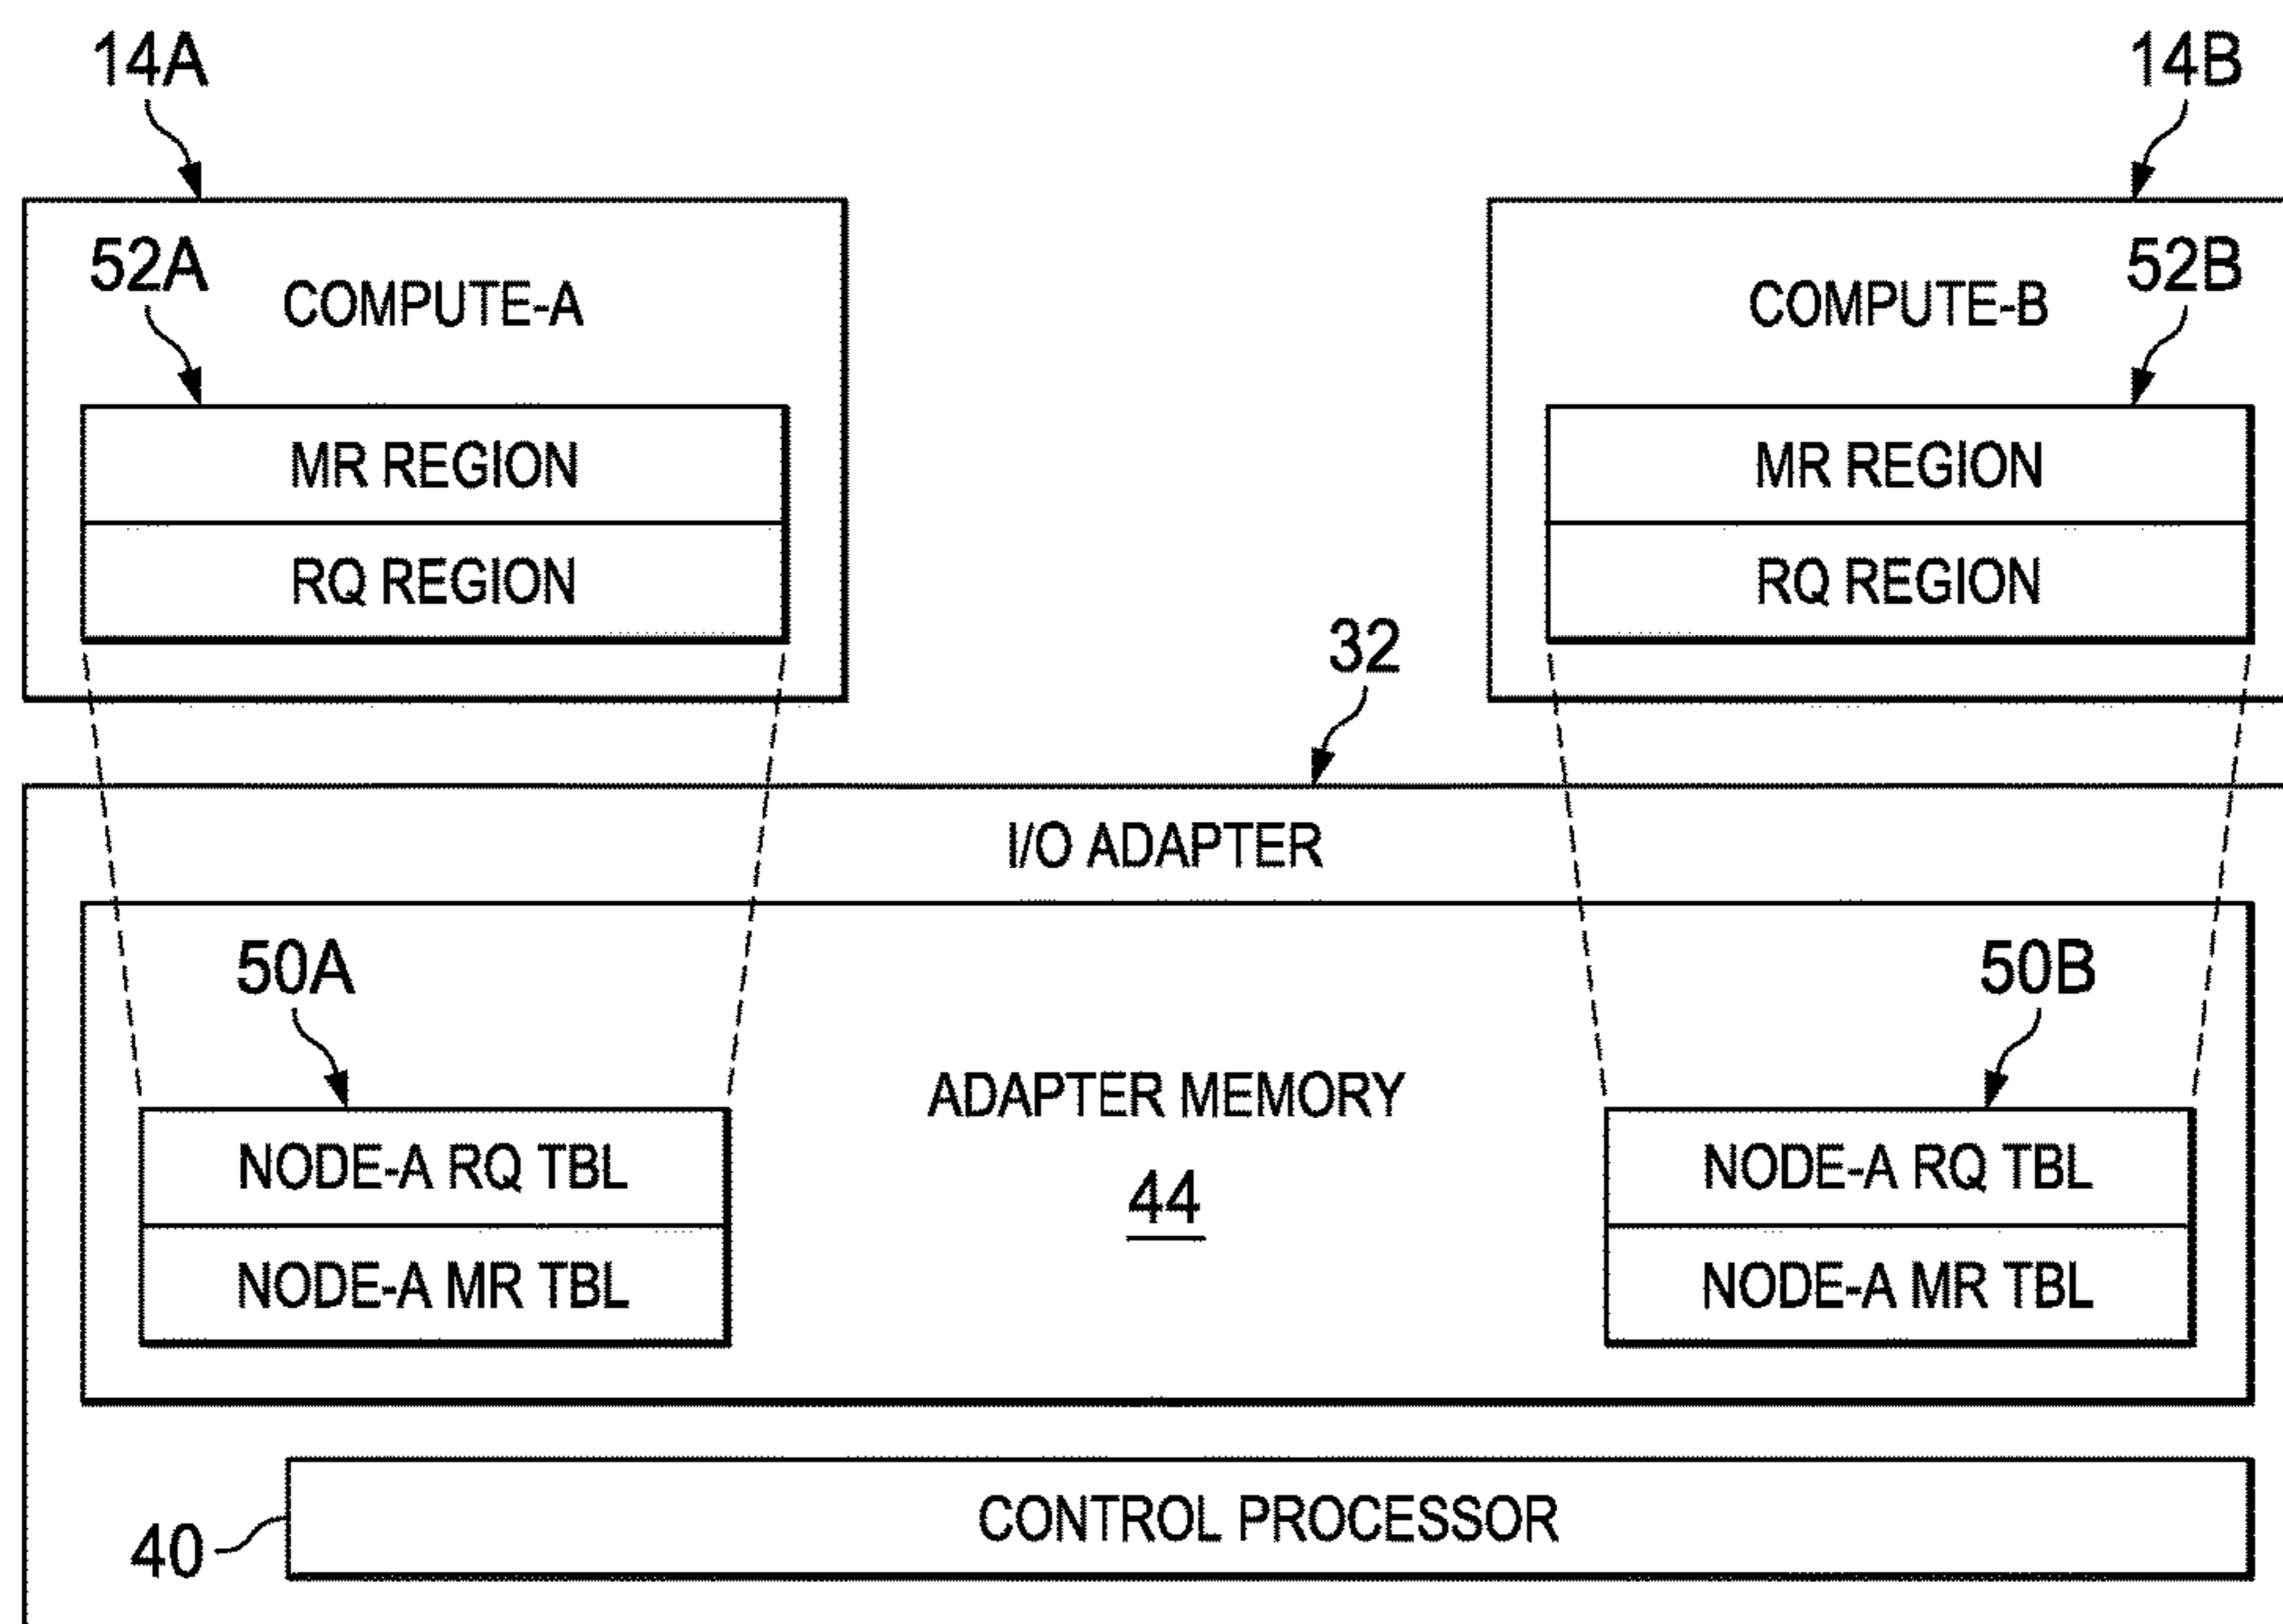 14A
14B
52A
COMPUTE-A
COMPUTE-B
52B
MR REGION
MR REGION
RQ REGION
RQ REGION
32
I/O ADAPTER
50A
50B
ADAPTER MEMORY
44
NODE-A RQ TBL
NODE-A RQ TBL
NODE-A MR TBL
NODE-A MR TBL
CONTROL PROCESSOR
40